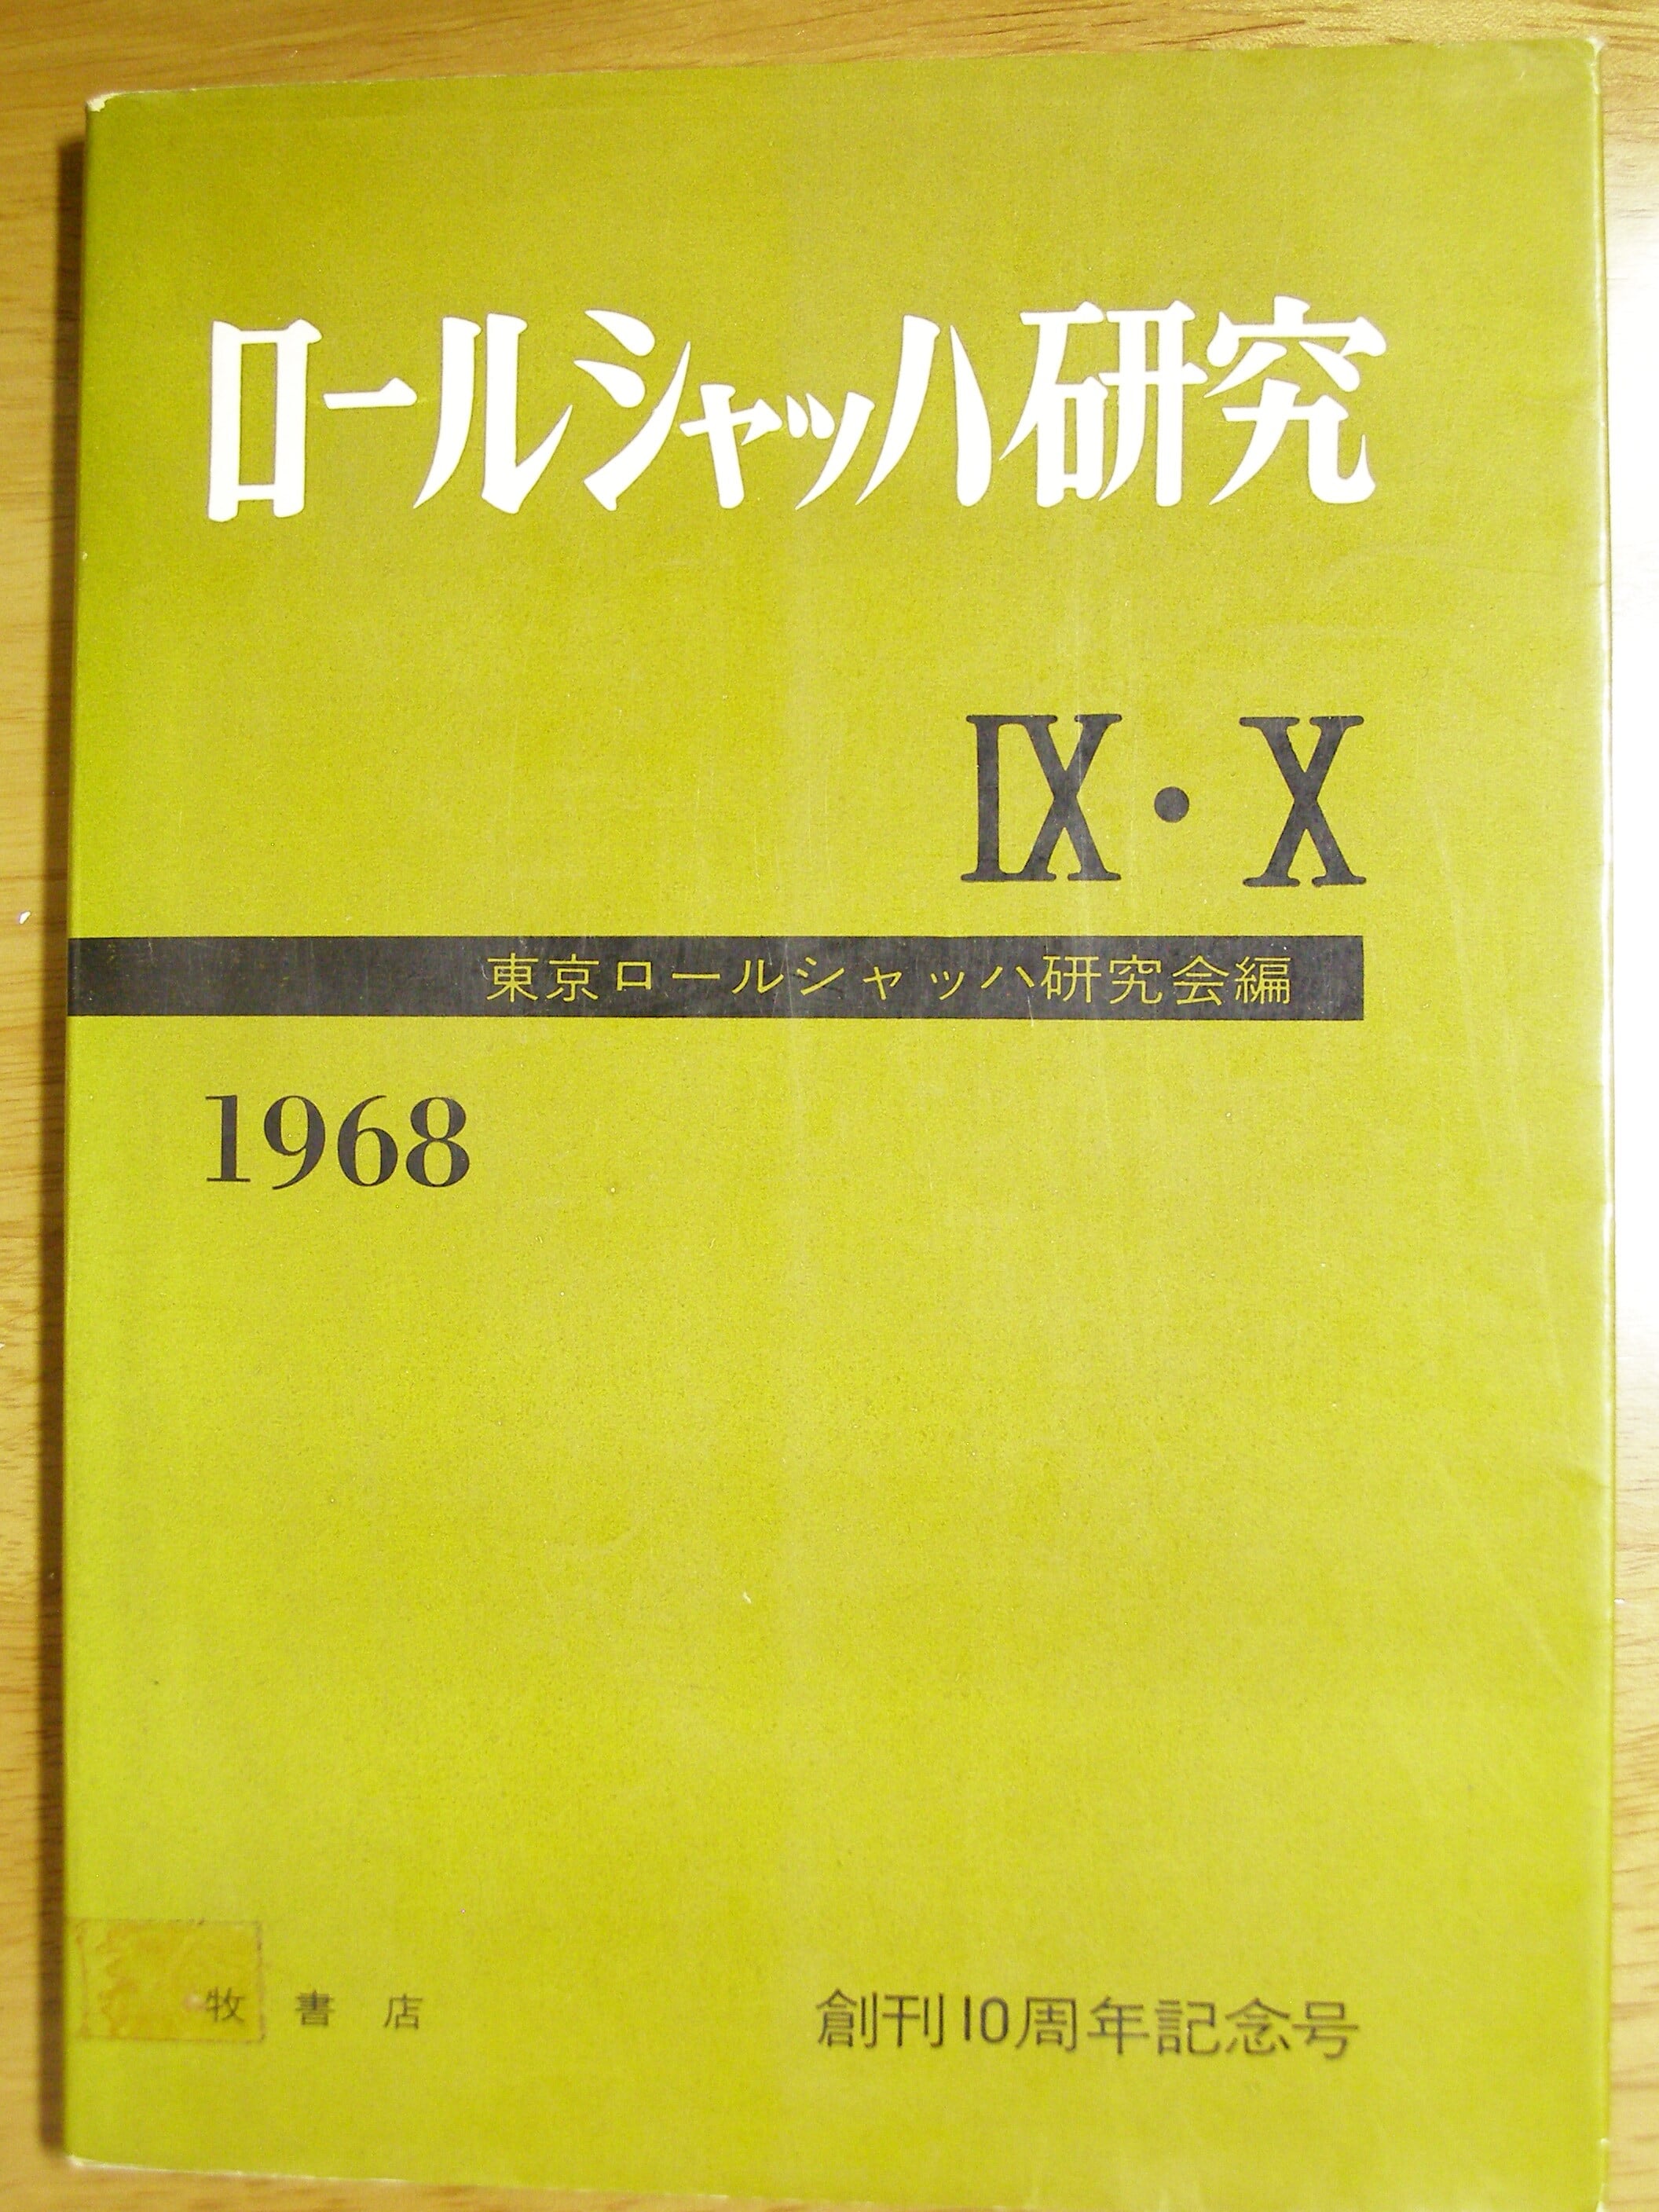 ロールシャッハ研究
IX・X
東京ロールシャッハ研究会編
1968
牧書店
創刊10周年記念号